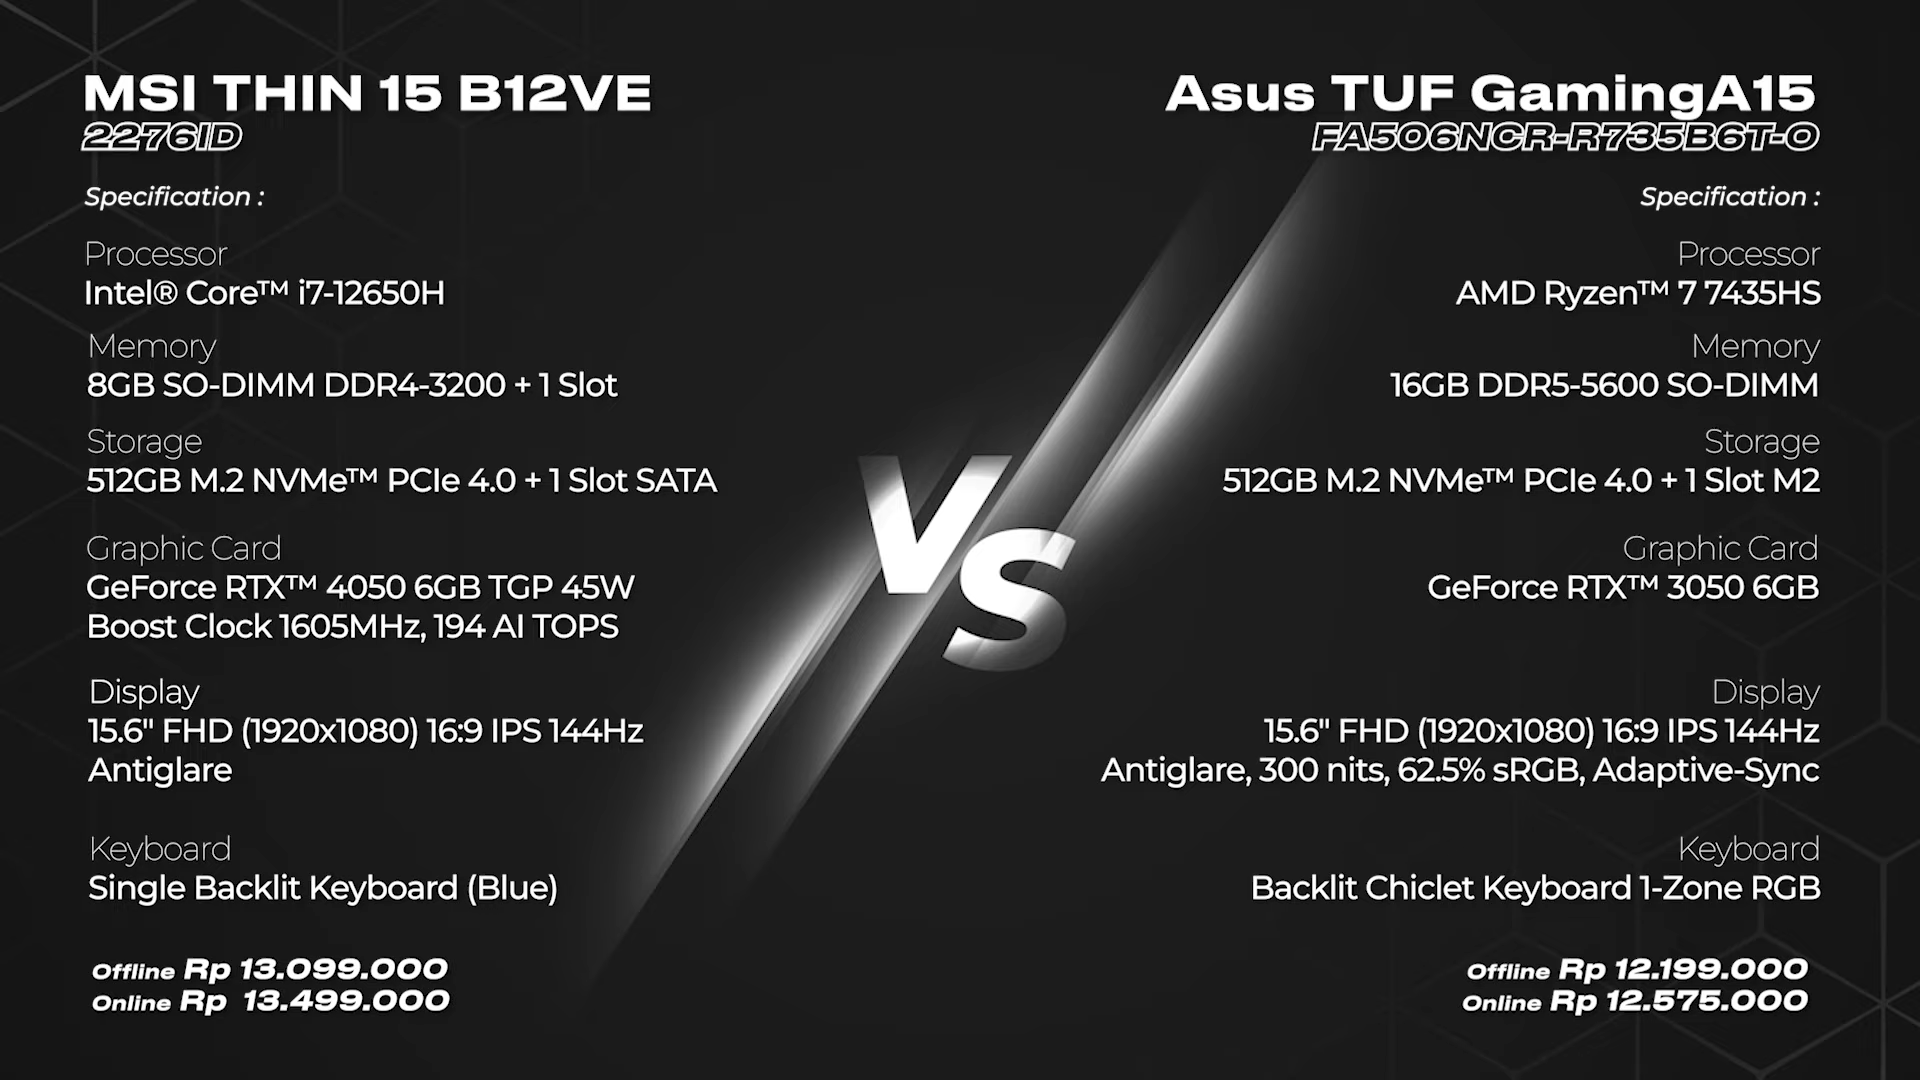 MSI THIN 15 B12VE
2276ID
Specification :
Processor
Intel® Core™ i7-12650H
Memory
8GB SO-DIMM DDR4-3200 + 1 Slot
Storage
512GB M.2 NVMe™ PCIe 4.0 + 1 Slot SATA
Graphic Card
GeForce RTX™ 4050 6GB TGP 45W
Boost Clock 1605MHz, 194 AI TOPS
Display
15.6" FHD (1920x1080) 16:9 IPS 144Hz
Antiglare
Keyboard
Single Backlit Keyboard (Blue)
Offline Rp 13.099.000
Online Rp 13.499.000
VS
Asus TUF GamingA15
FA506NCR-R735B6T-O
Specification :
Processor
AMD Ryzen™ 7 7435HS
Memory
16GB DDR5-5600 SO-DIMM
Storage
512GB M.2 NVMe™ PCIe 4.0 + 1 Slot M2
Graphic Card
GeForce RTX™ 3050 6GB
Display
15.6" FHD (1920x1080) 16:9 IPS 144Hz
Antiglare, 300 nits, 62.5% sRGB, Adaptive-Sync
Keyboard
Backlit Chiclet Keyboard 1-Zone RGB
Offline Rp 12.199.000
Online Rp 12.575.000